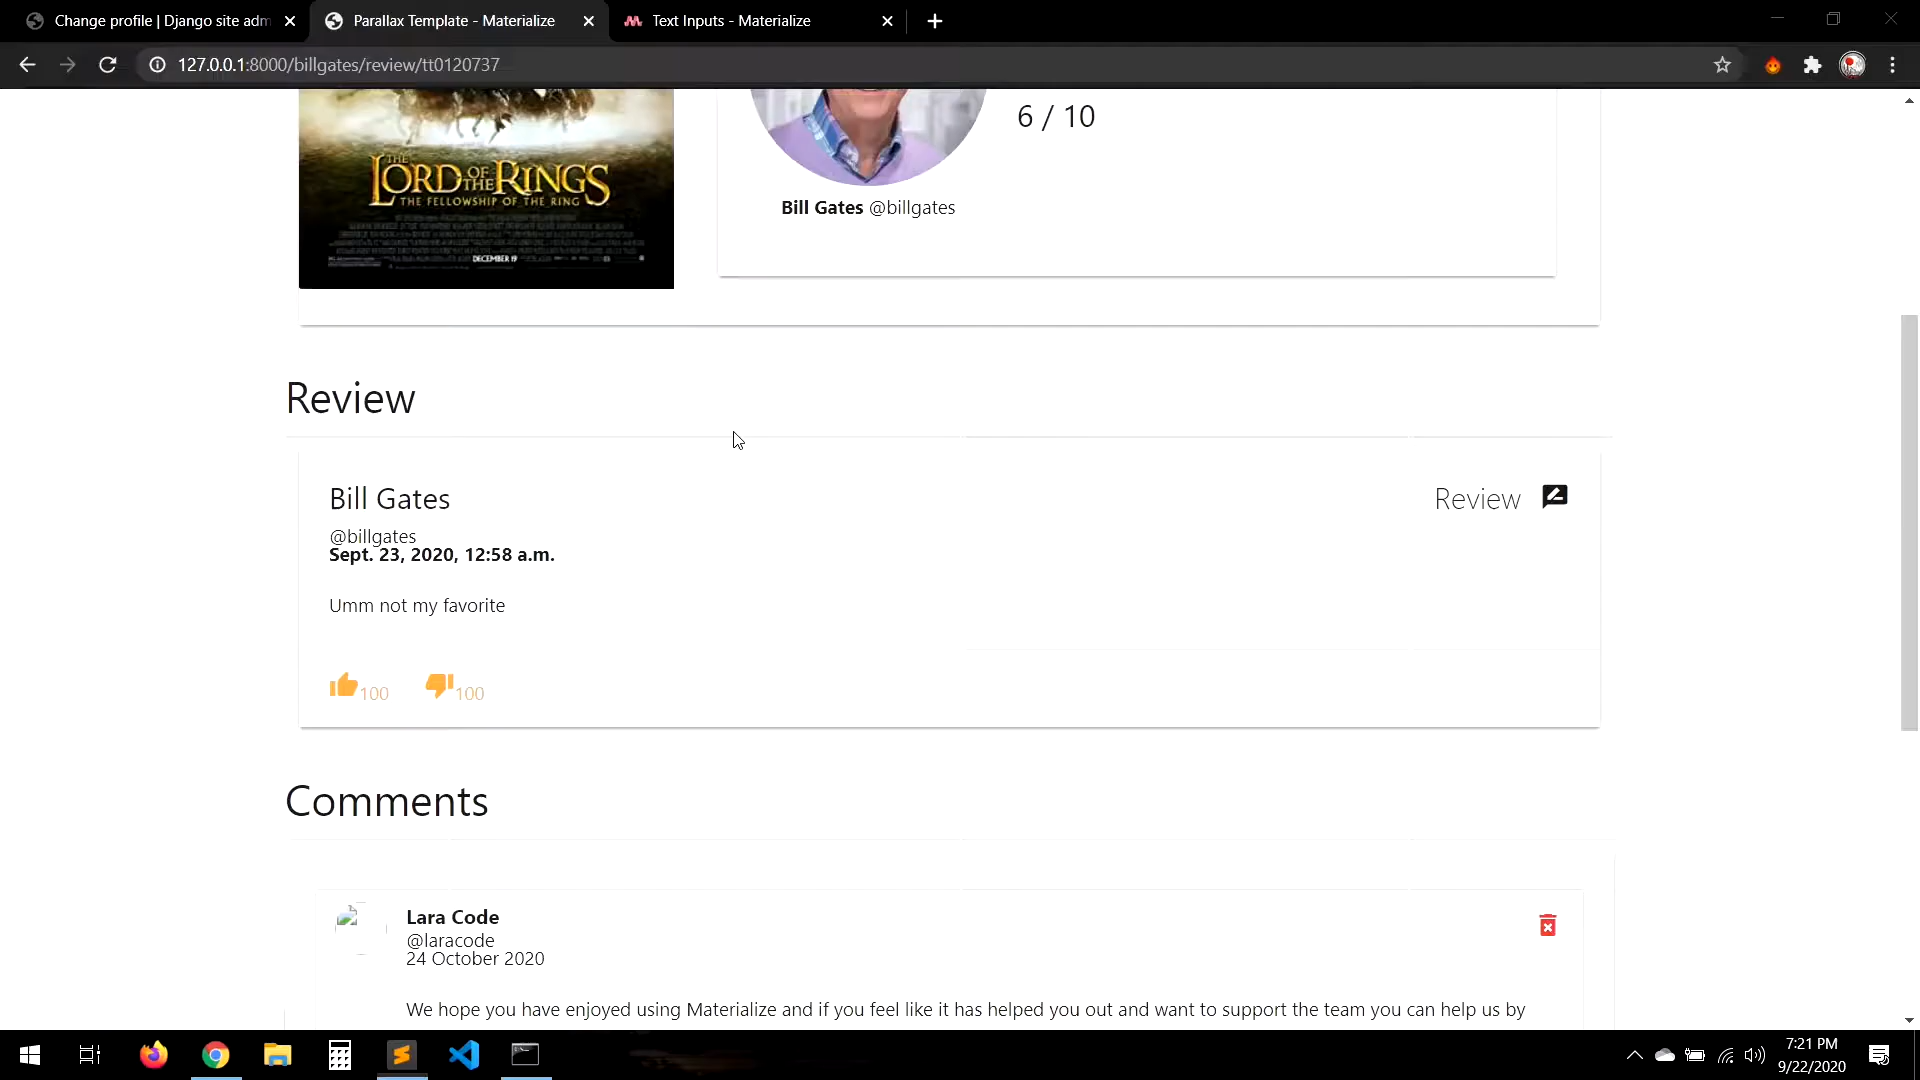 Change profile | Django site adm
Parallax Template - Materialize
Text Inputs - Materialize
127.0.0.1:8000/billgates/review/tt0120737
THE
LORD OF THE RINGS
THE FELLOWSHIP OF THE RING
DECEMBER 19
6 / 10
Bill Gates @billgates
Review
Bill Gates
Review
@billgates
Sept. 23, 2020, 12:58 a.m.
Umm not my favorite
100
100
Comments
Lara Code
@laracode
24 October 2020
We hope you have enjoyed using Materialize and if you feel like it has helped you out and want to support the team you can help us by
7:21 PM
9/22/2020